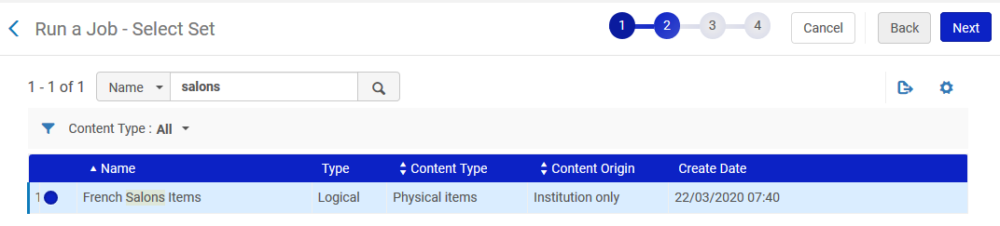 Run a Job - Select Set 1 2 3 4 Cancel Back Next
1 - 1 of 1 Name salons
Content Type : All
Name Type Content Type Content Origin Create Date
1 French Salons Items Logical Physical items Institution only 22/03/2020 07:40